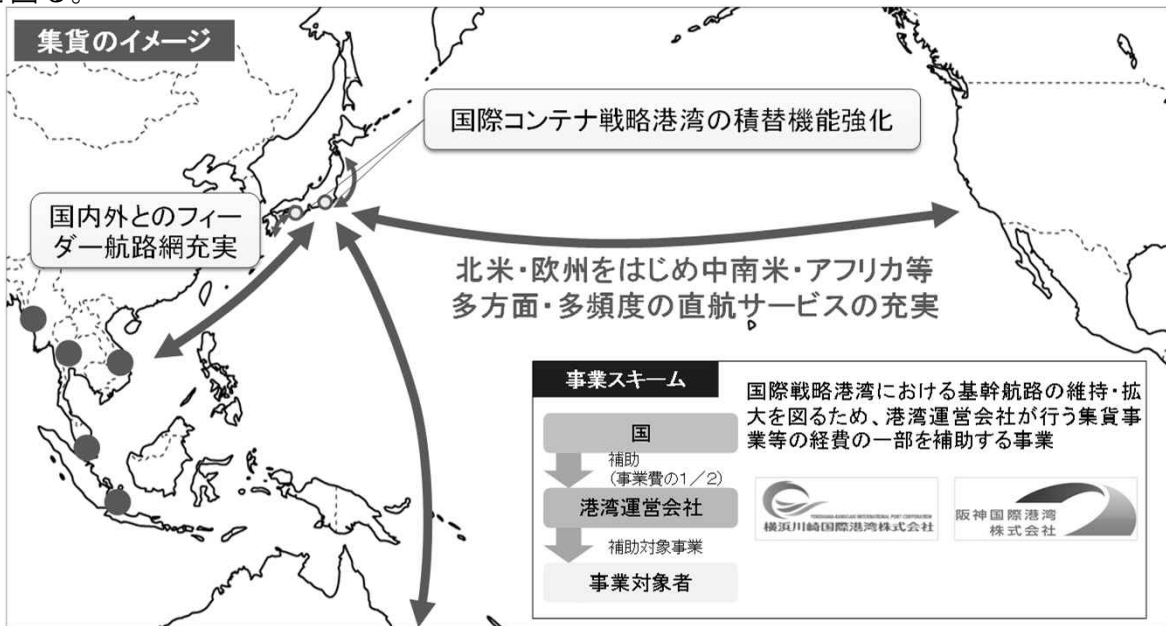 集貨のイメージ
国際コンテナ戦略港湾の積替機能強化
国内外とのフィー
ダー航路網充実
北米・欧州をはじめ中南米・アフリカ等
多方面・多頻度の直航サービスの充実
事業スキーム
国
補助
(事業費の1/2)
港湾運営会社
補助対象事業
事業対象者
国際戦略港湾における基幹航路の維持・拡
大を図るため、港湾運営会社が行う集貨事
業等の経費の一部を補助する事業
YOKOHAMA-KAWASAKI INTERNATIONAL PORT CORPORATION
横浜川崎国際港湾株式会社
阪神国際港湾
株式会社